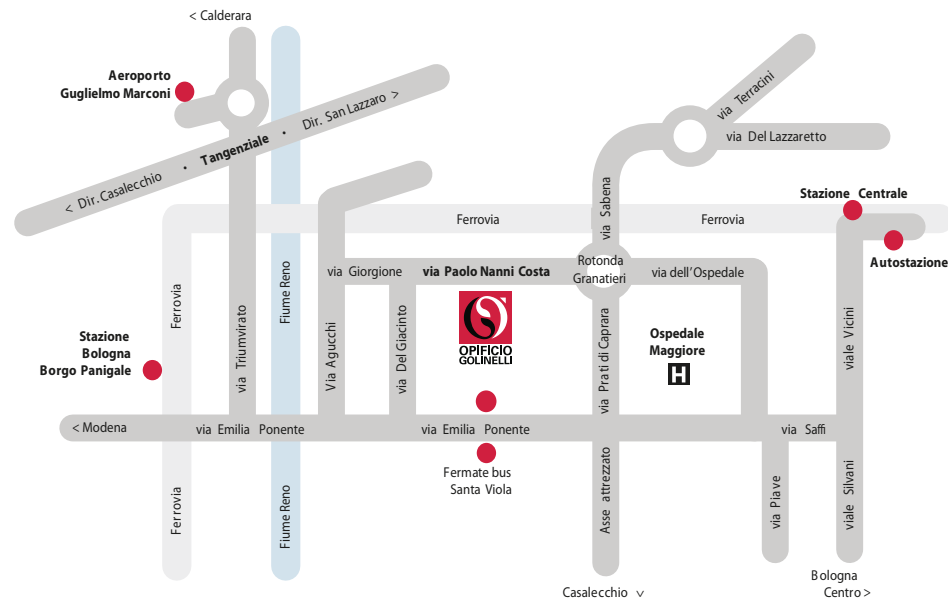 < Calderara
Aeroporto
Guglielmo Marconi
< Dir. Casalecchio • Tangenziale • Dir. San Lazzaro >
via Terracini
via Del Lazzaretto
Stazione Centrale
via Sabena
Ferrovia
Ferrovia
Autostazione
via Giorgione
via Paolo Nanni Costa
Rotonda
Granatieri
via dell'Ospedale
Ferrovia
Fiume Reno
via Triumvirato
Via Agucchi
via Del Giacinto
OPIFICIO
GOLINELLI
via Prati di Caprara
Ospedale
Maggiore
H
viale Vicini
Stazione
Bologna
Borgo Panigale
< Modena
via Emilia Ponente
via Emilia Ponente
via Saffi
Fermate bus
Santa Viola
Ferrovia
Fiume Reno
Asse attrezzato
via Piave
viale Silvani
Casalecchio v
Bologna
Centro >